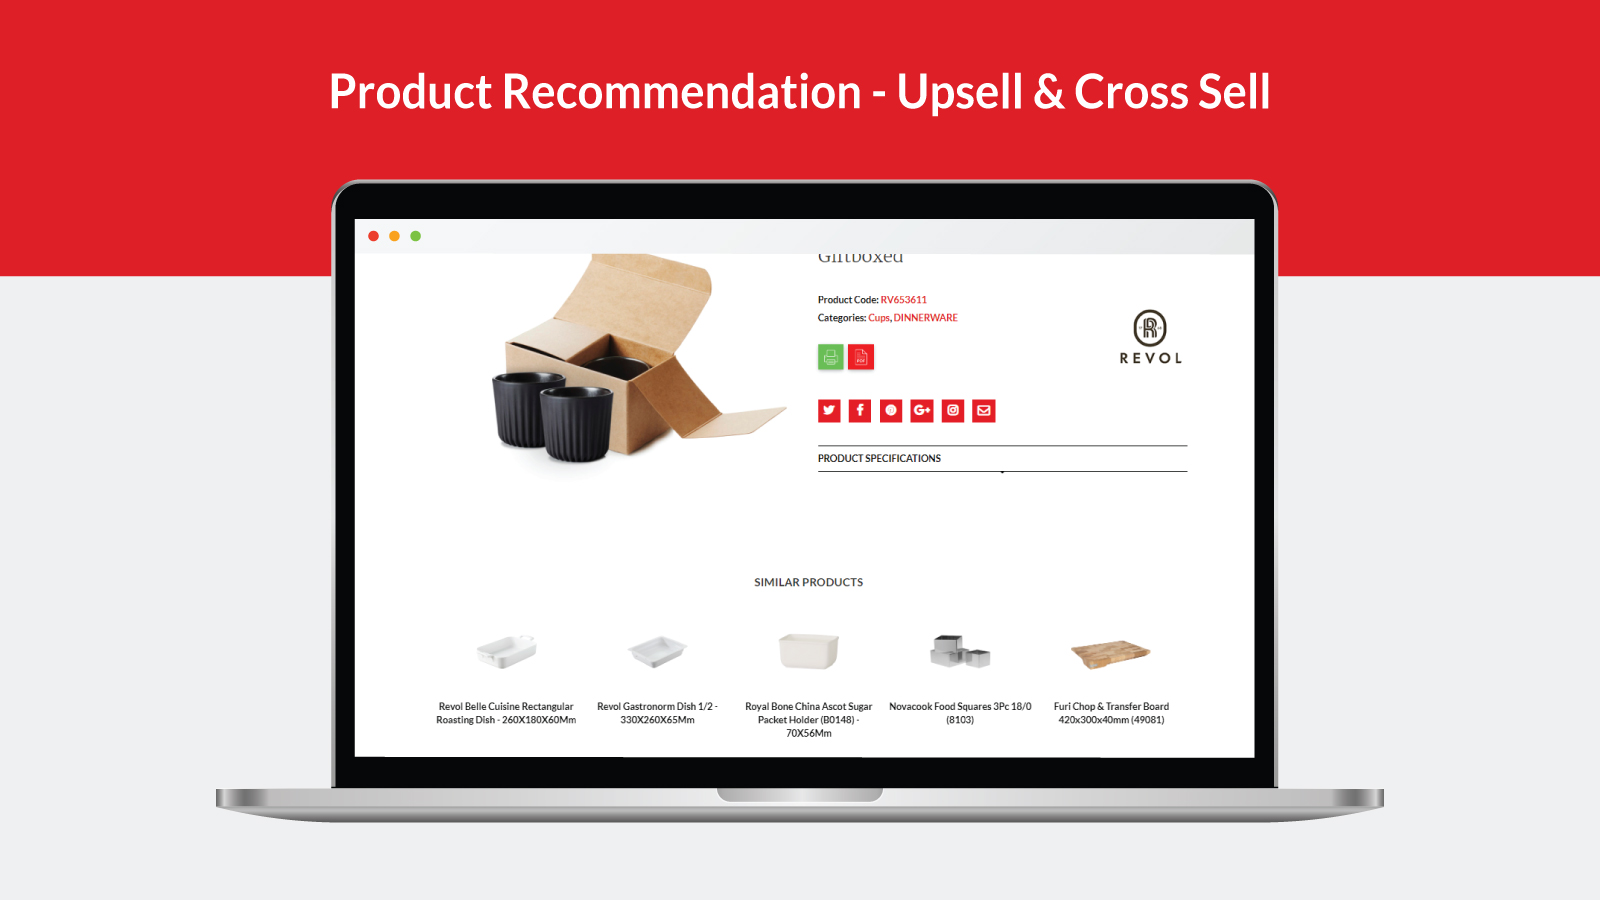 Product Recommendation - Upsell & Cross Sell
Giftboxed
Product Code: RV653611
Categories: Cups, DINNERWARE
REVOL
PDF
G+
PRODUCT SPECIFICATIONS
SIMILAR PRODUCTS
Revol Belle Cuisine Rectangular
Roasting Dish - 260X180X60Mm
Revol Gastronorm Dish 1/2 -
330X260X65Mm
Royal Bone China Ascot Sugar
Packet Holder (B0148) -
70X56Mm
Novacook Food Squares 3Pc 18/0
(8103)
Furi Chop & Transfer Board
420x300x40mm (49081)